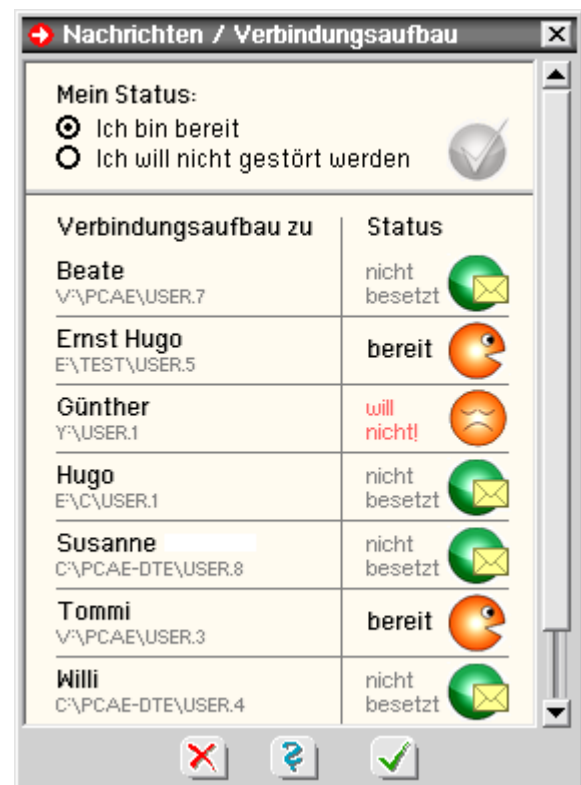 Nachrichten / Verbindungsaufbau
Mein Status:
Ich bin bereit
Ich will nicht gestört werden
Verbindungsaufbau zu Status
Beate
V:\PCAE\USER.7
nicht
besetzt
Ernst Hugo
E:\TEST\USER.5
bereit
Günther
Y:\USER.1
will
nicht!
Hugo
E:\C\USER.1
nicht
besetzt
Susanne
C:\PCAE-DTE\USER.8
nicht
besetzt
Tommi
V:\PCAE\USER.3
bereit
Willi
C:\PCAE-DTE\USER.4
nicht
besetzt